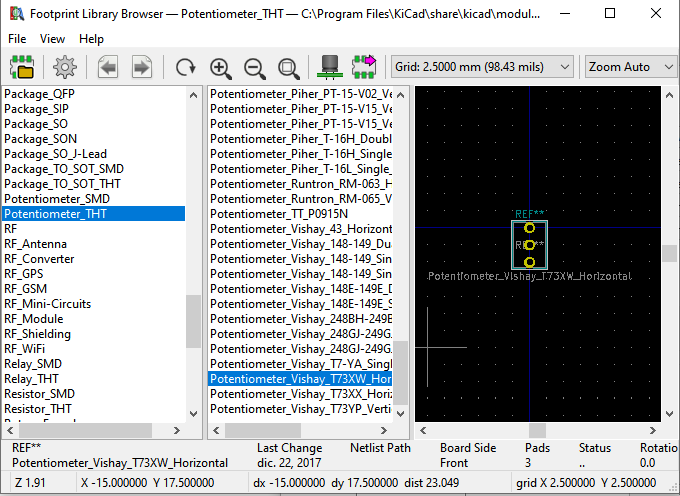 Footprint Library Browser — Potentiometer_THT — C:\Program Files\KiCad\share\kicad\modul...
File View Help
Grid: 2.5000 mm (98.43 mils)
Zoom Auto
Package_QFP
Package_SIP
Package_SO
Package_SON
Package_SO_J-Lead
Package_TO_SOT_SMD
Package_TO_SOT_THT
Potentiometer_SMD
Potentiometer_THT
RF
RF_Antenna
RF_Converter
RF_GPS
RF_GSM
RF_Mini-Circuits
RF_Module
RF_Shielding
RF_WiFi
Relay_SMD
Relay_THT
Resistor_SMD
Resistor_THT
Potentiometer_Piher_PT-15-V02_Ve
Potentiometer_Piher_PT-15-V15_Ve
Potentiometer_Piher_PT-15-V15_Ve
Potentiometer_Piher_T-16H_Doubl
Potentiometer_Piher_T-16H_Single
Potentiometer_Piher_T-16L_Single_
Potentiometer_Runtron_RM-063_H
Potentiometer_Runtron_RM-065_V
Potentiometer_TT_P0915N
Potentiometer_Vishay_43_Horizont
Potentiometer_Vishay_148-149_Dua
Potentiometer_Vishay_148-149_Sin
Potentiometer_Vishay_148-149_Sin
Potentiometer_Vishay_148E-149E_D
Potentiometer_Vishay_148E-149E_S
Potentiometer_Vishay_248BH-249B
Potentiometer_Vishay_248GJ-249G
Potentiometer_Vishay_248GJ-249G
Potentiometer_Vishay_T7-YA_Singl
Potentiometer_Vishay_T73XW_Hor
Potentiometer_Vishay_T73XX_Horiz
Potentiometer_Vishay_T73YP_Vertic
REF**
REF**
Potentiometer_Vishay_T73XW_Horizontal
REF** Last Change Netlist Path Board Side Pads Status Rotatio
Potentiometer_Vishay_T73XW_Horizontal dic. 22, 2017 Front 3 .. 0.0
Z 1.91 X -15.000000 Y 17.500000 dx -15.000000 dy 17.500000 dist 23.049 grid X 2.500000 Y 2.500000